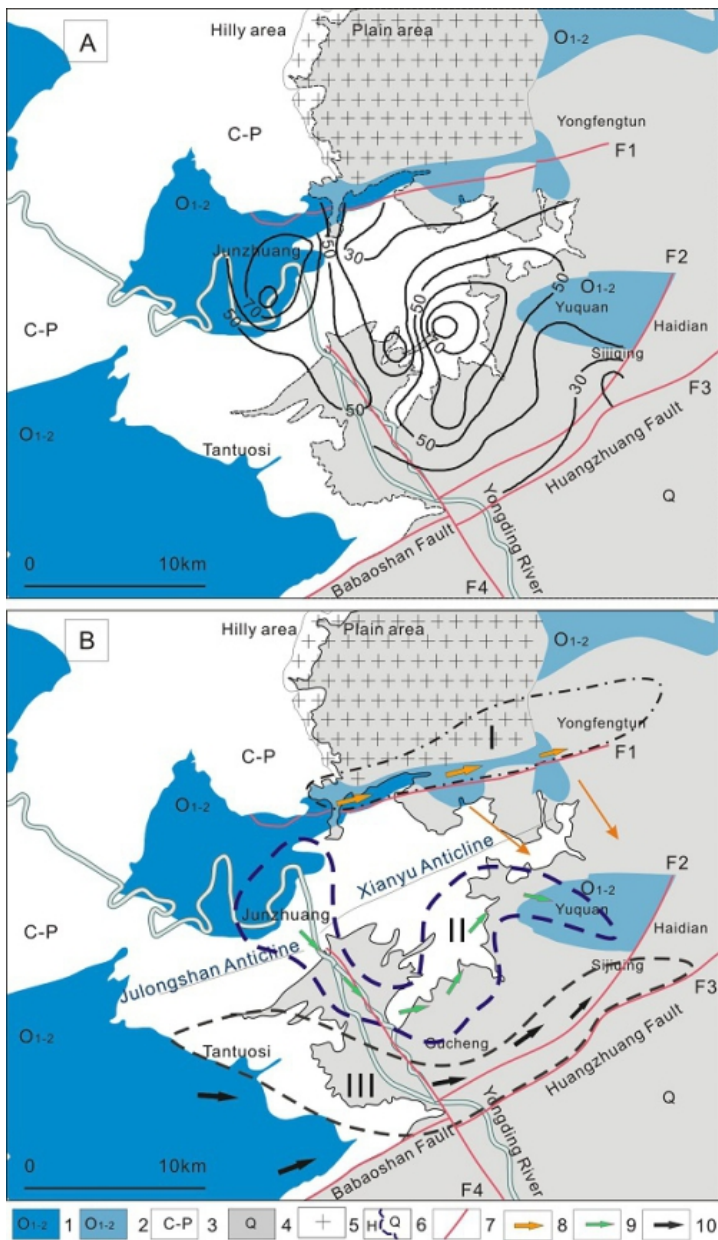 A
Hilly area
Plain area
O1-2
C-P
Yongfengtun
F1
O1-2
Junzhuang
50
30
70
50
50
O1-2
Yuquan
F2
C-P
Haidian
Sijiqing
30
F3
50
50
O1-2
Tantuosi
Huangzhuang Fault
Q
0
10km
Babaoshan Fault
Yongding River
F4
B
Hilly area
Plain area
O1-2
C-P
I
Yongfengtun
F1
O1-2
Xianyu Anticline
F2
O1-2
Yuquan
Junzhuang
II
Haidian
C-P
Julongshan Anticline
Sijiqing
F3
O1-2
Gucheng
Tantuosi
Huangzhuang Fault
III
Q
Babaoshan Fault
Yongding River
0
10km
F4
O1-2 1 O1-2 2 C-P 3 Q 4 5 H Q 6 7 8 9 10